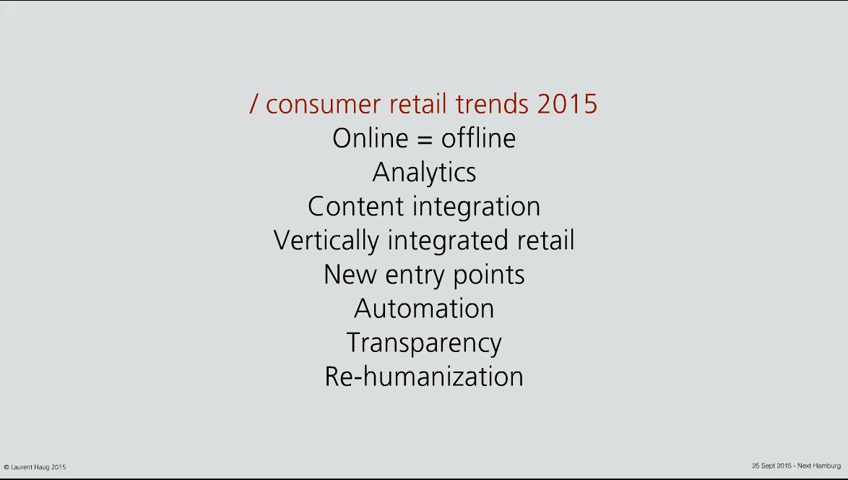 / consumer retail trends 2015
Online = offline
Analytics
Content integration
Vertically integrated retail
New entry points
Automation
Transparency
Re-humanization
© Laurent Haug 2015
25 Sept 2015 - Next Hamburg